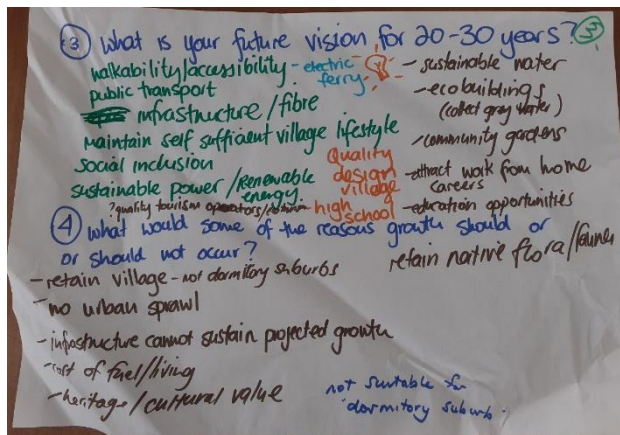 ③ What is your future vision for 20-30 years? ③
walkability/accessibility - electric ferry
public transport
infrastructure/fibre
Maintain self sufficient village lifestyle
Social inclusion
sustainable power/Renewable energy
?quality tourism
Quality
design
village
high school
- sustainable water
- ecobuildings
(collect grey water)
- community gardens
- attract work from home
careers
- education opportunities
④ what would some of the reasons growth should or
or should not occur?
- retain village - not dormitory suburbs
- no urban sprawl
- infrastructure cannot sustain projected growth
- cost of fuel/living
- heritage/cultural value
retain native flora/fauna
not suitable for
dormitory suburb